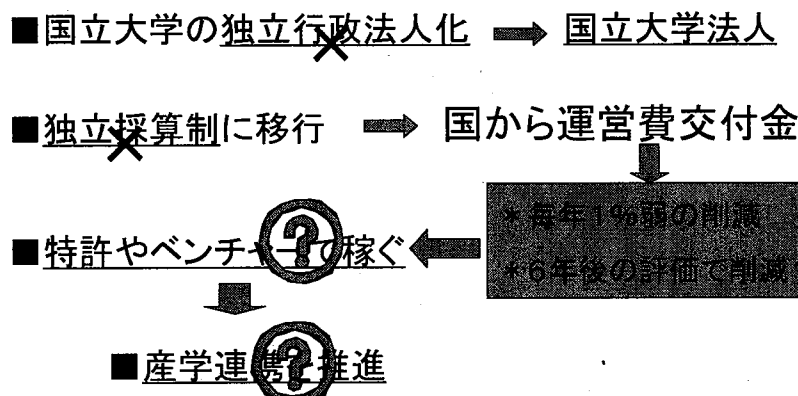 ■国立大学の独立行政法人化 ➡ 国立大学法人
■独立採算制に移行 ➡ 国から運営費交付金
*毎年1%弱の削減
*6年後の評価で削減
■特許やベンチャーで稼ぐ
■産学連携を推進